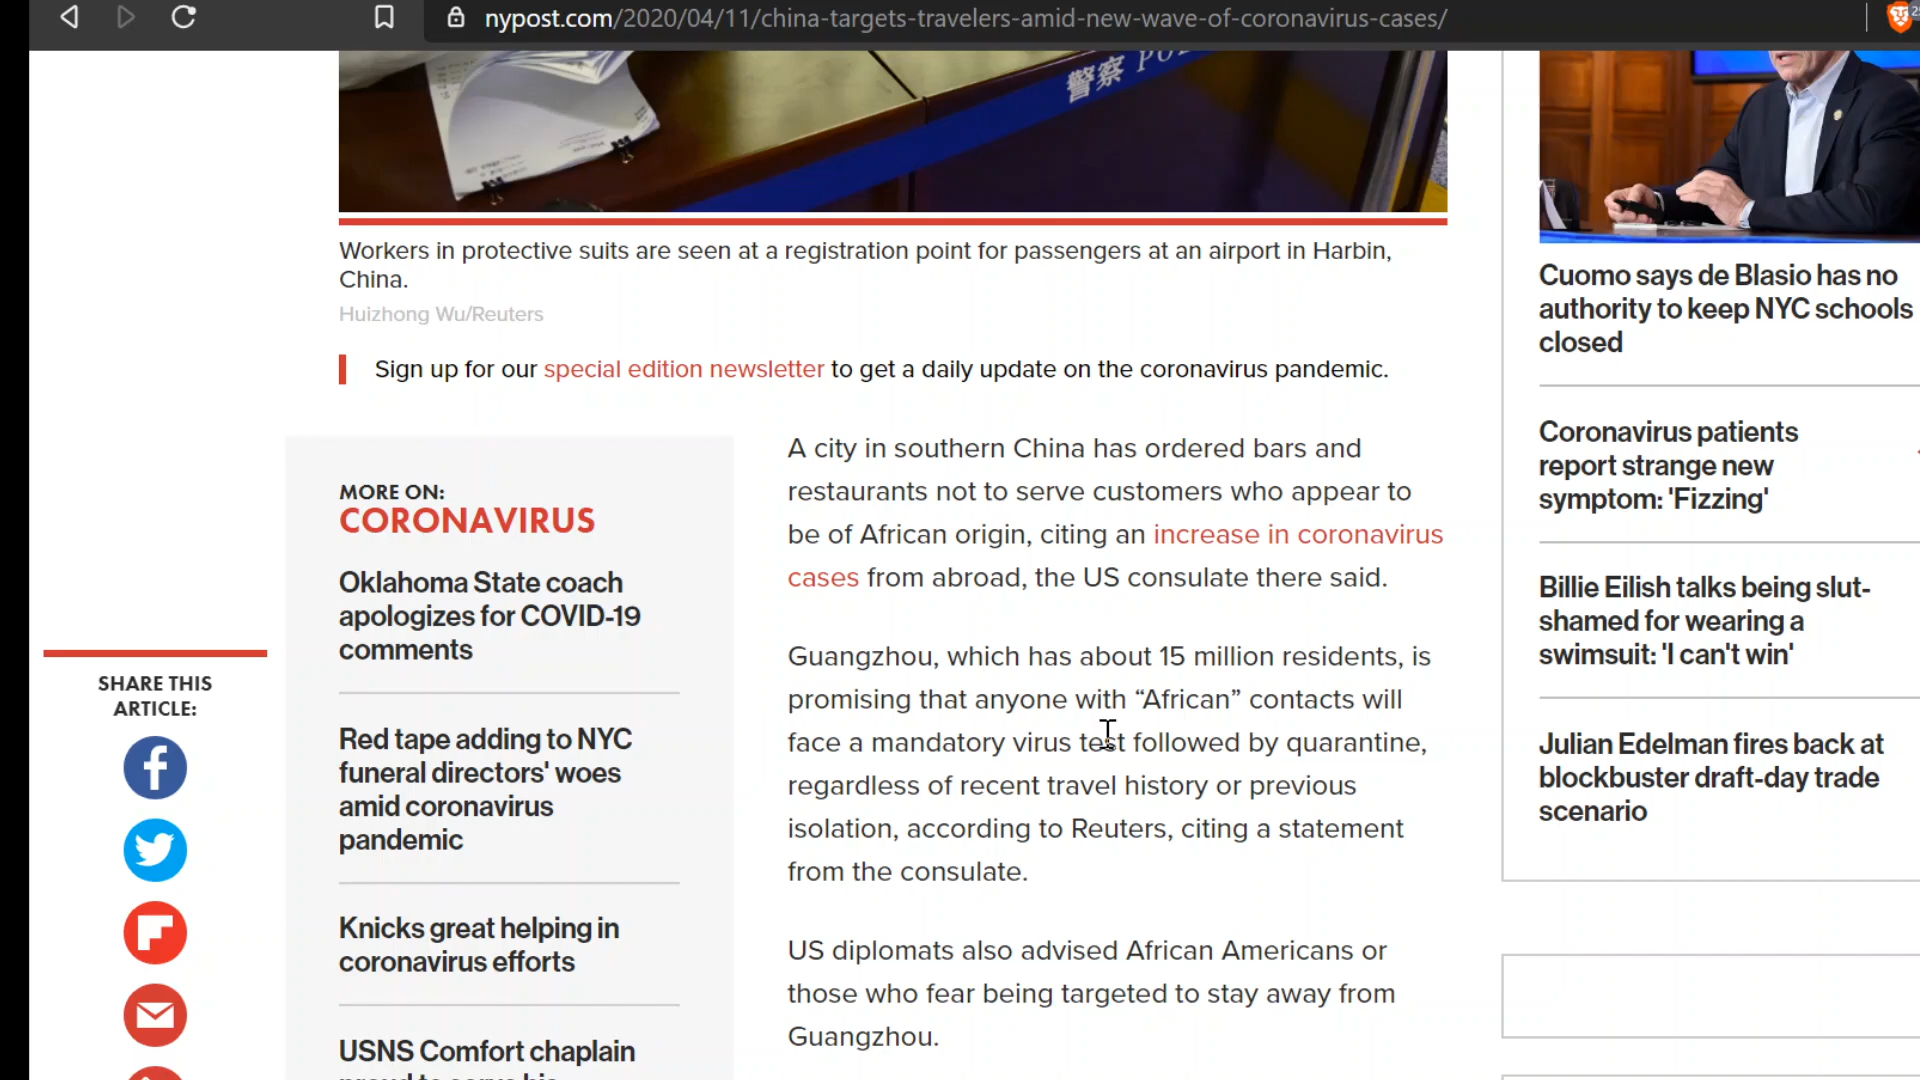 nypost.com/2020/04/11/china-targets-travelers-amid-new-wave-of-coronavirus-cases/
警察
Workers in protective suits are seen at a registration point for passengers at an airport in Harbin,
China.
Huizhong Wu/Reuters
Sign up for our special edition newsletter to get a daily update on the coronavirus pandemic.
MORE ON:
CORONAVIRUS
Oklahoma State coach
apologizes for COVID-19
comments
Red tape adding to NYC
funeral directors' woes
amid coronavirus
pandemic
Knicks great helping in
coronavirus efforts
USNS Comfort chaplain
SHARE THIS
ARTICLE:
A city in southern China has ordered bars and
restaurants not to serve customers who appear to
be of African origin, citing an increase in coronavirus
cases from abroad, the US consulate there said.
Guangzhou, which has about 15 million residents, is
promising that anyone with “African” contacts will
face a mandatory virus test followed by quarantine,
regardless of recent travel history or previous
isolation, according to Reuters, citing a statement
from the consulate.
US diplomats also advised African Americans or
those who fear being targeted to stay away from
Guangzhou.
Cuomo says de Blasio has no
authority to keep NYC schools
closed
Coronavirus patients
report strange new
symptom: 'Fizzing'
Billie Eilish talks being slut-
shamed for wearing a
swimsuit: 'I can't win'
Julian Edelman fires back at
blockbuster draft-day trade
scenario